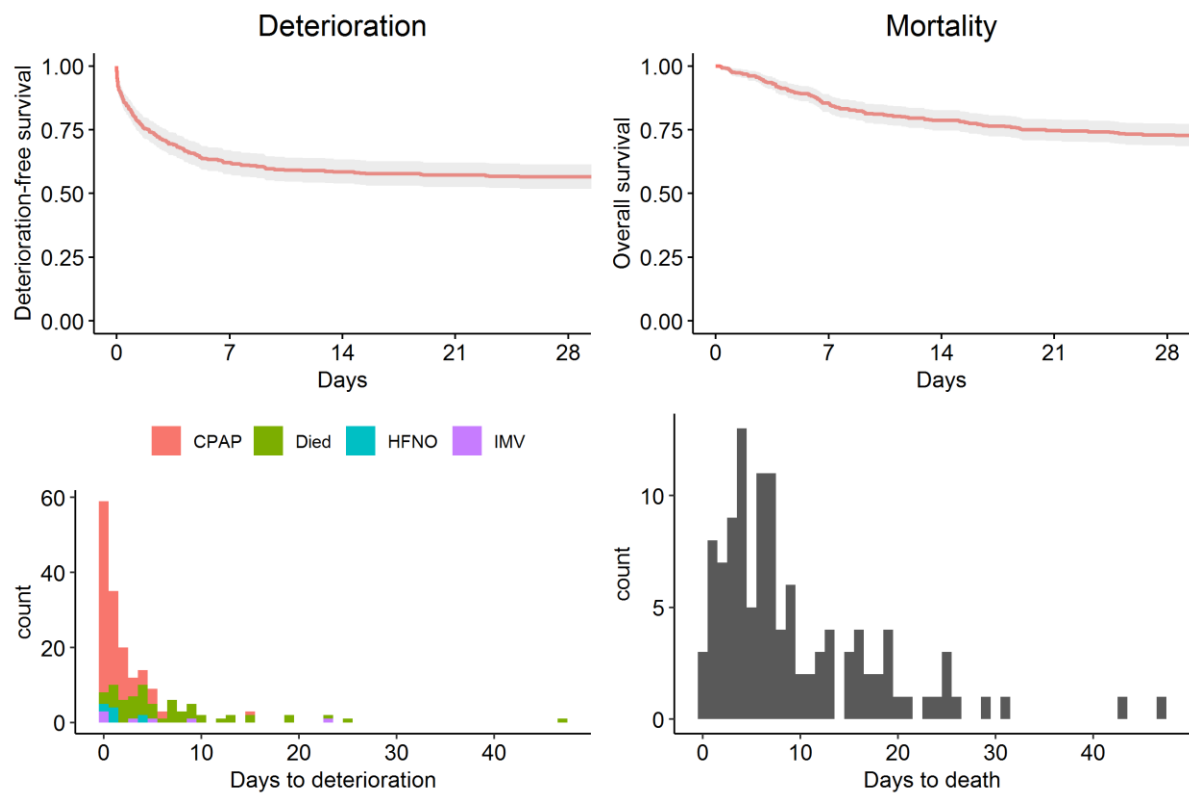 Deterioration
Deterioration-free survival
1.00
0.75
0.50
0.25
0.00
0 7 14 21 28
Days
Mortality
Overall survival
1.00
0.75
0.50
0.25
0.00
0 7 14 21 28
Days
CPAP Died HFNO IMV
count
60
40
20
0
0 10 20 30 40
Days to deterioration
count
10
5
0
0 10 20 30 40
Days to death